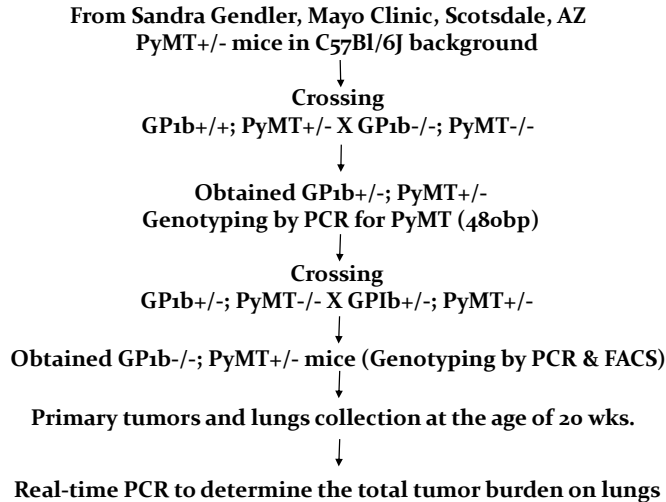 From Sandra Gendler, Mayo Clinic, Scotsdale, AZ
PyMT+/- mice in C57Bl/6J background
Crossing
GP1b+/+; PyMT+/- X GP1b-/-; PyMT-/-
Obtained GP1b+/-; PyMT+/-
Genotyping by PCR for PyMT (480bp)
Crossing
GP1b+/-; PyMT-/- X GPIb+/-; PyMT+/-
Obtained GP1b-/-; PyMT+/- mice (Genotyping by PCR & FACS)
Primary tumors and lungs collection at the age of 20 wks.
Real-time PCR to determine the total tumor burden on lungs